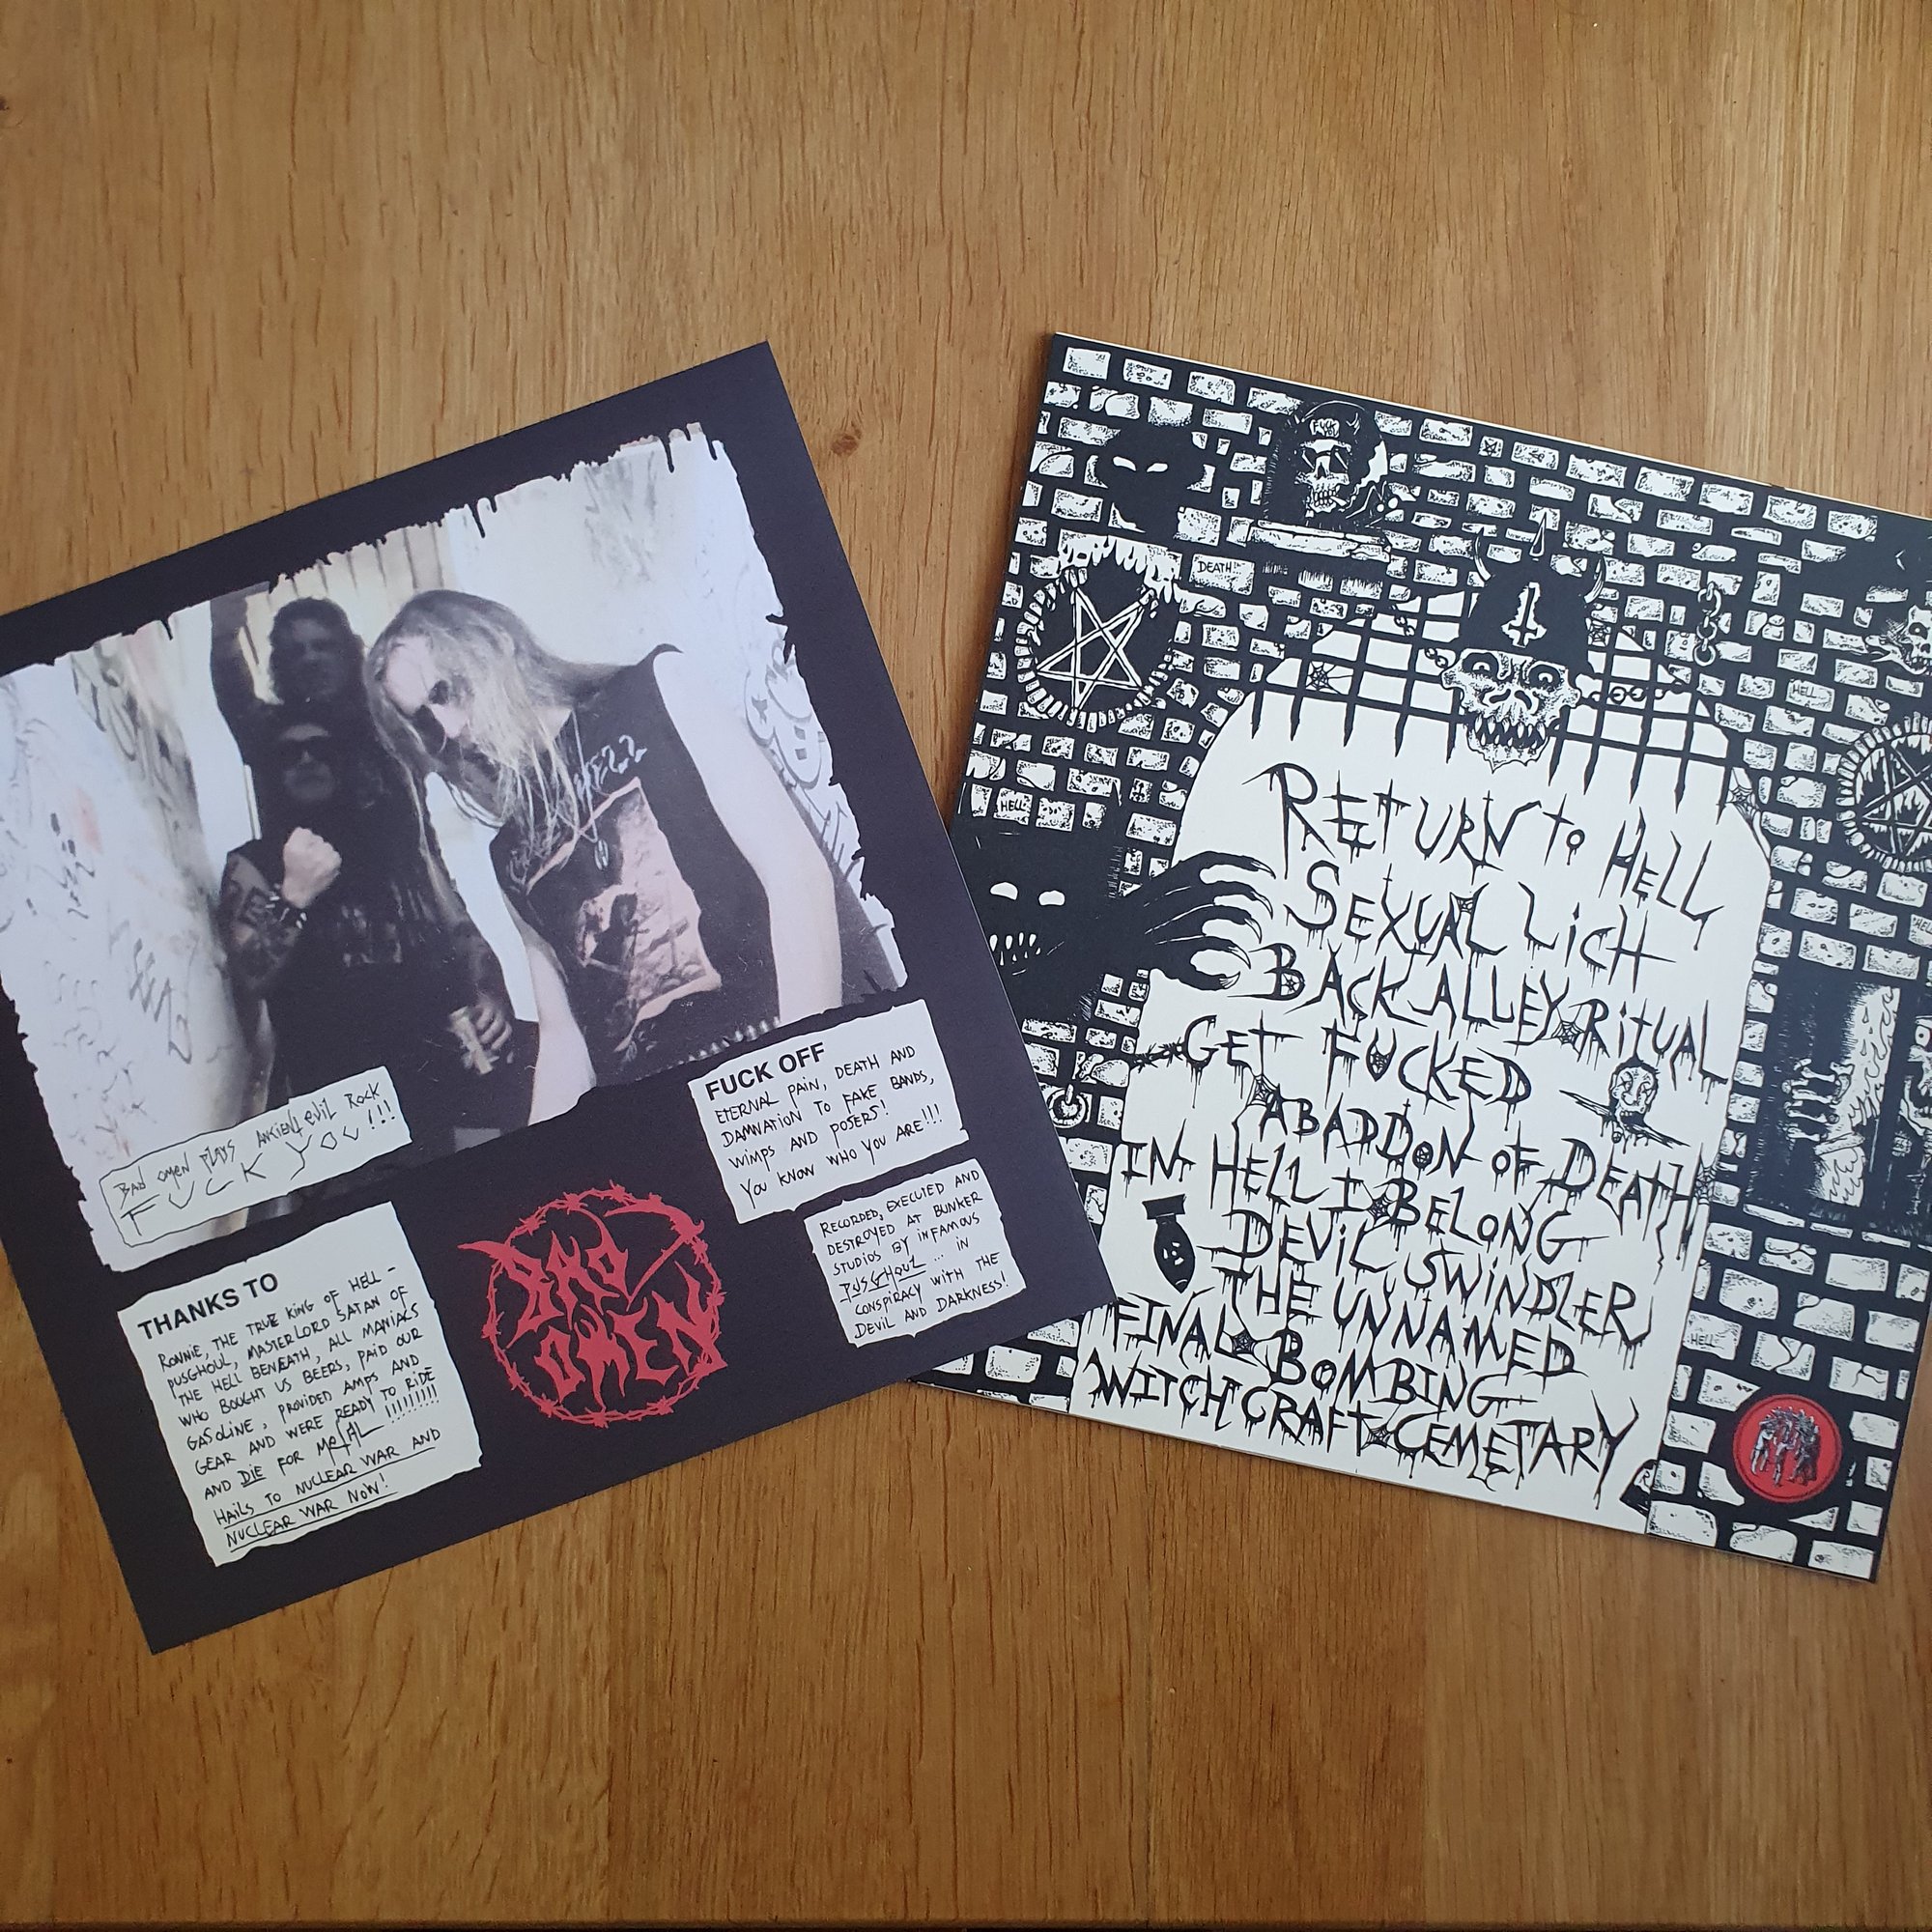 BAD OMEN PLAYS ANCIENT EVIL ROCK
FUCK YOU!!!
FUCK OFF
ETERNAL PAIN, DEATH AND
DAMNATION TO FAKE BANDS,
WIMPS AND POSERS!
YOU KNOW WHO YOU ARE!!!
RECORDED, EXECUTED AND
DESTROYED AT BUNKER
STUDIOS BY INFAMOUS
PUSGHOUL ... IN
CONSPIRACY WITH THE
DEVIL AND DARKNESS!
THANKS TO
RONNIE, THE TRUE KING OF HELL -
PUSGHOUL, MASTERLORD SATAN OF
THE HELL BENEATH, ALL MANIACS
WHO BOUGHT US BEERS, PAID OUR
GASOLINE, PROVIDED AMPS AND
GEAR AND WERE READY TO RIDE
AND DIE FOR METAL !!!!!!!!!
HAILS TO NUCLEAR WAR AND
NUCLEAR WAR NOW!
BAD
OMEN
DEATH
HELL
HELL
HELL
RETURN TO HELL
SEXUAL LICH
BACK ALLEY RITUAL
GET FUCKED
ABADDON OF DEATH
IN HELL I BELONG
DEVIL SWINDLER
THE UNNAMED
FINAL BOMBING
WITCHCRAFT CEMETARY